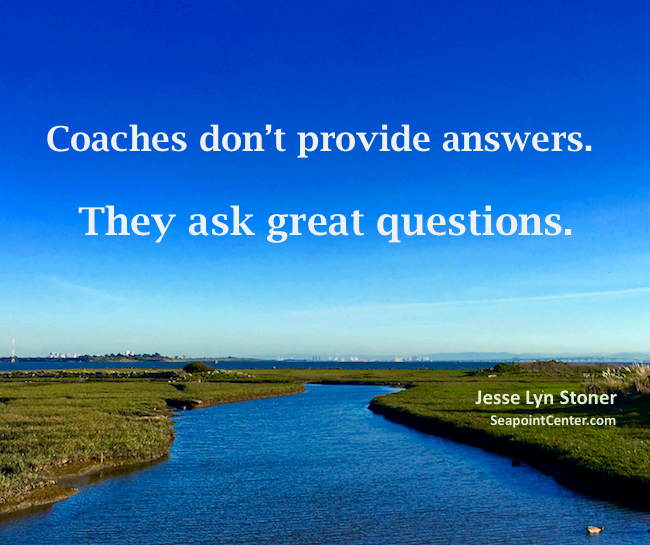 Coaches don’t provide answers.
They ask great questions.
Jesse Lyn Stoner
SeapointCenter.com